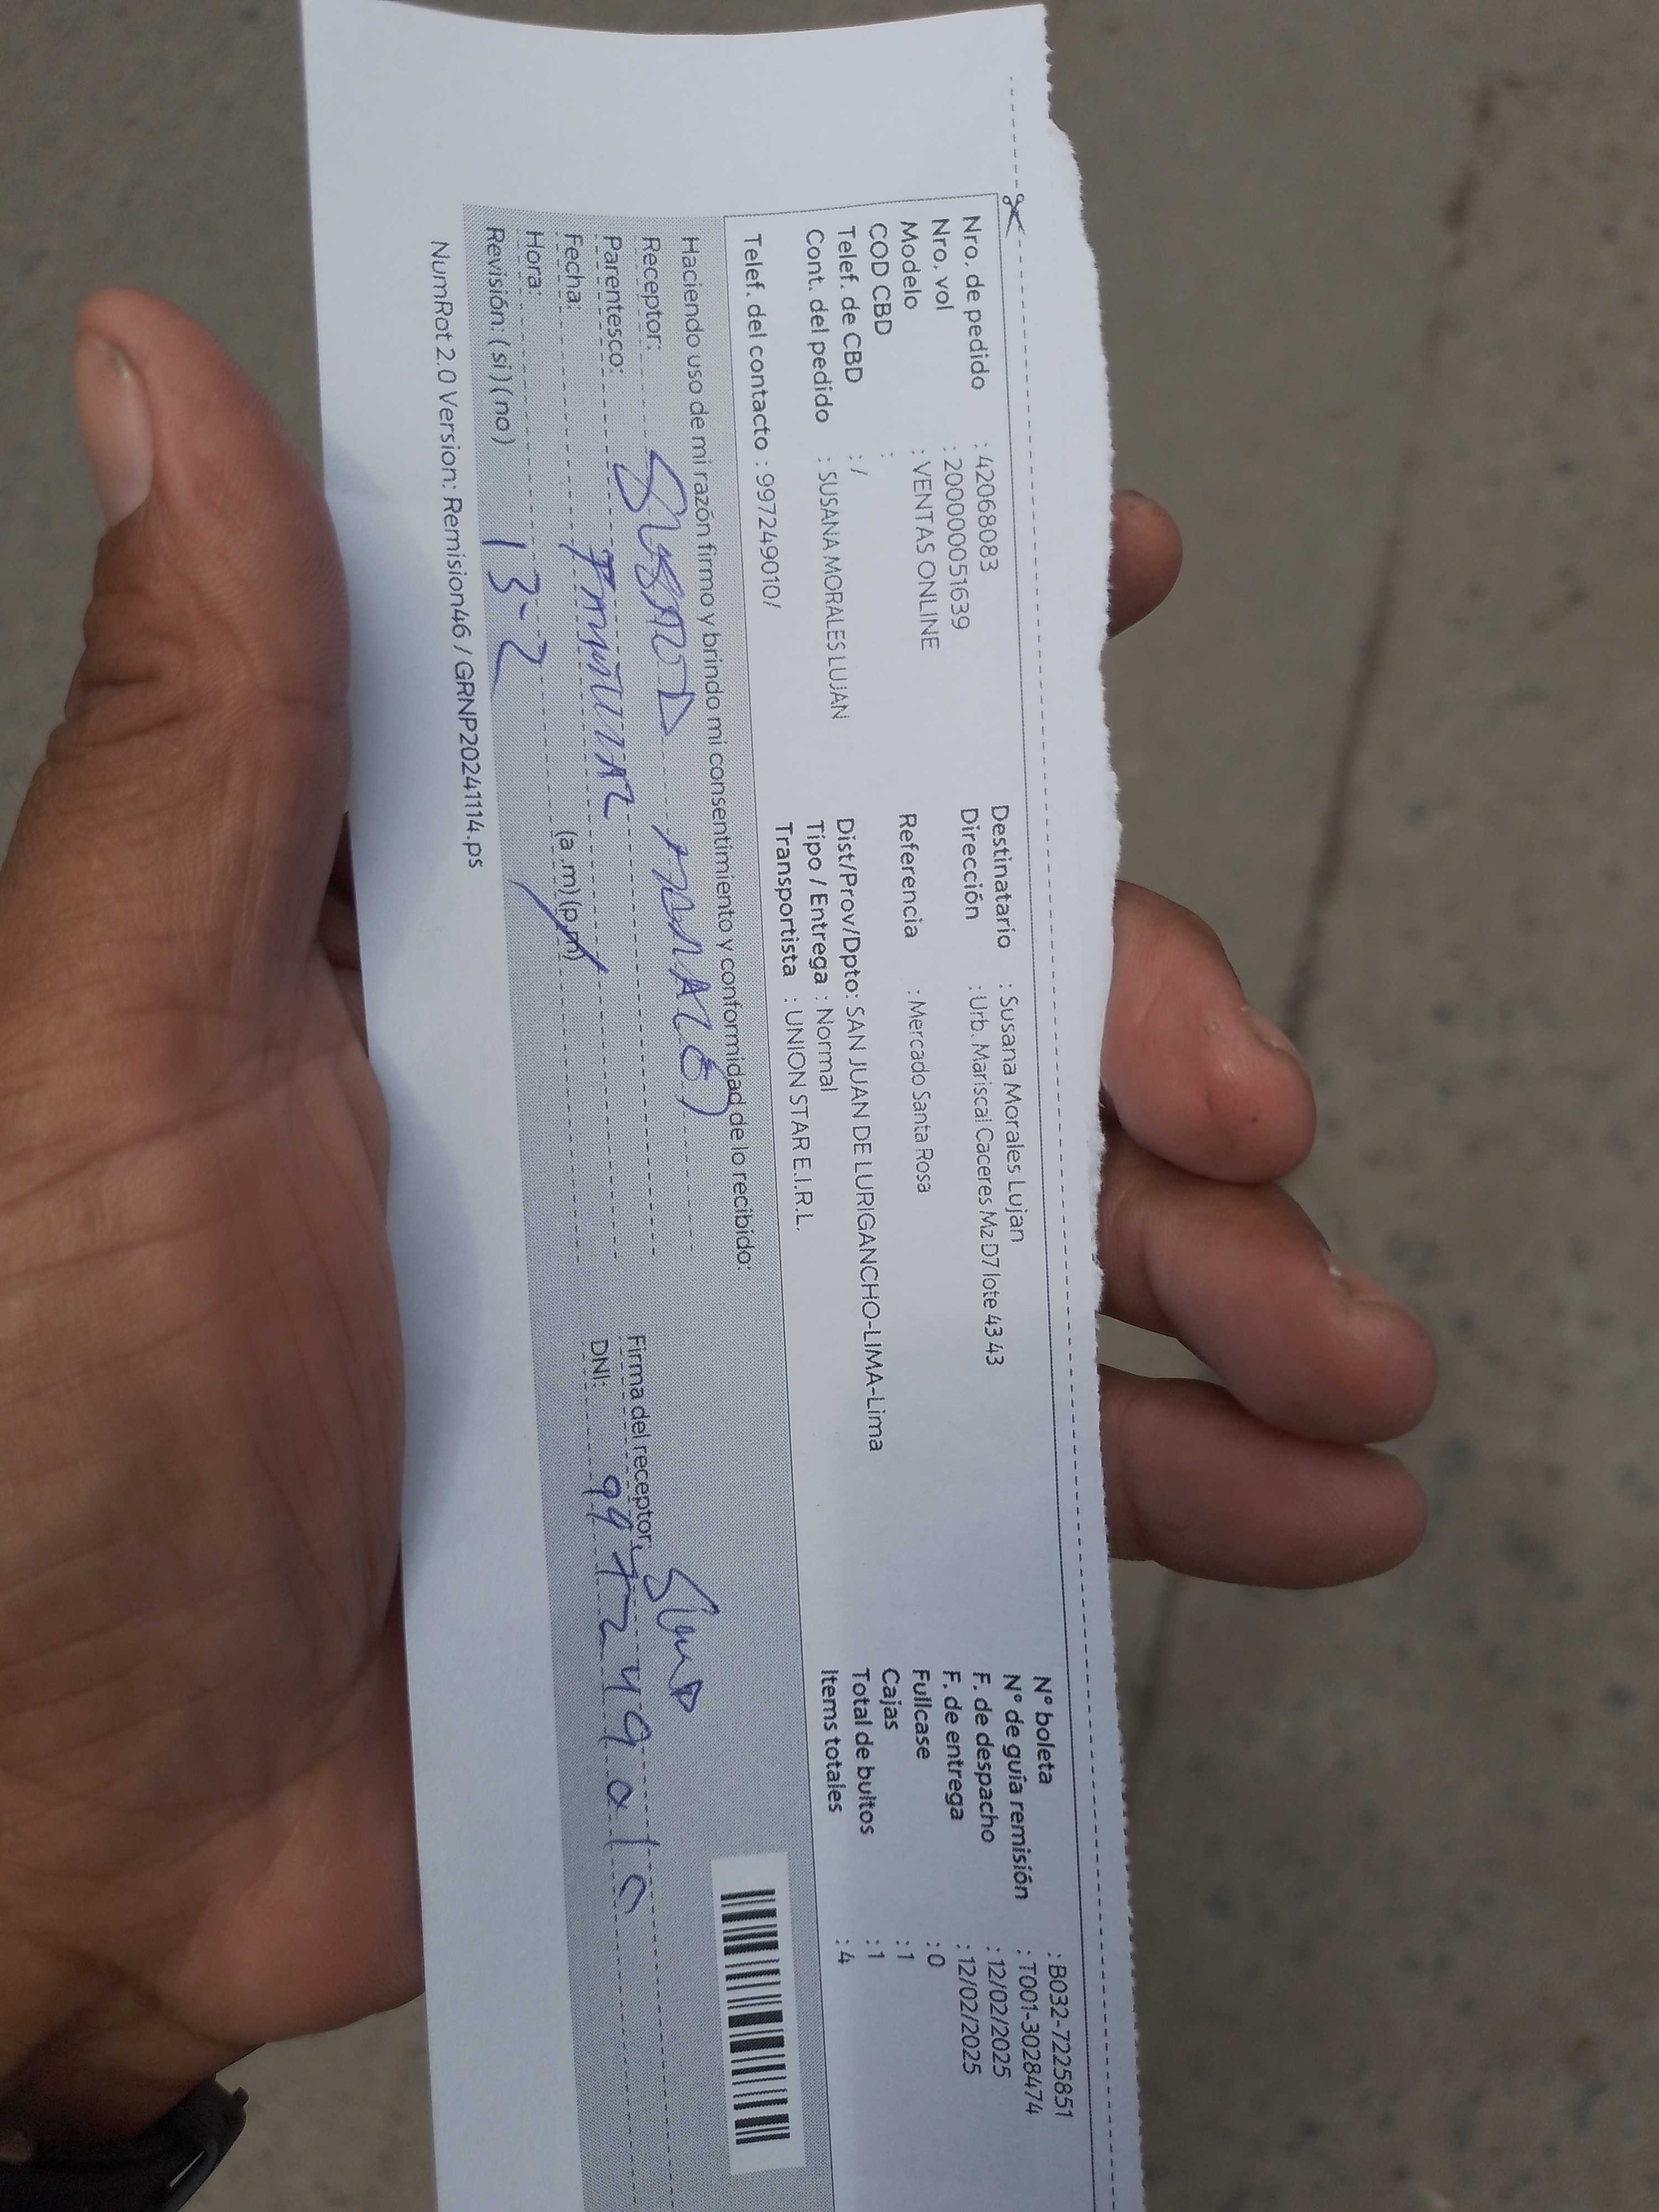 Nro. de pedido : 42068083
Nro. vol : 200000051639
Modelo : VENTAS ONLINE
COD CBD :
Telef. de CBD : /
Cont. del pedido : SUSANA MORALES LUJAN
Telef. del contacto : 997249010/
Destinatario : Susana Morales Lujan
Dirección : Urb. Mariscal Caceres Mz D7 lote 43 43
Referencia : Mercado Santa Rosa
Dist/Prov/Dpto: SAN JUAN DE LURIGANCHO-LIMA-Lima
Tipo / Entrega : Normal
Transportista : UNION STAR E.I.R.L.
N° boleta : B032-7225851
N° de guia remisión : T001-3028474
F. de despacho : 12/02/2025
F. de entrega : 12/02/2025
Fullcase : 0
Cajas : 1
Total de bultos : 1
Items totales : 4
Haciendo uso de mi razón firmo y brindo mi consentimiento y conformidad de lo recibido:
Receptor:
Parentesco: Familiar
Fecha:
Hora: (a.m)(p.m)
Revisión: (si) (no) 13-2
Firma del receptor:
DNI: 997249010
NumRot 2.0 Version: Remision46 / GRNP20241114.ps